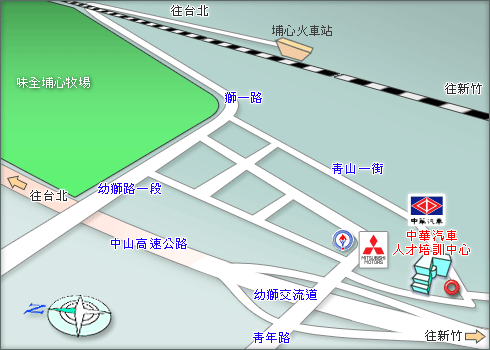 往台北
埔心火車站
味全埔心牧場
往新竹
獅一路
青山一街
往台北
幼獅路一段
中華汽車
中華汽車
人才培訓中心
中山高速公路
MITSUBISHI
MOTORS
幼獅交流道
Z
青年路
往新竹